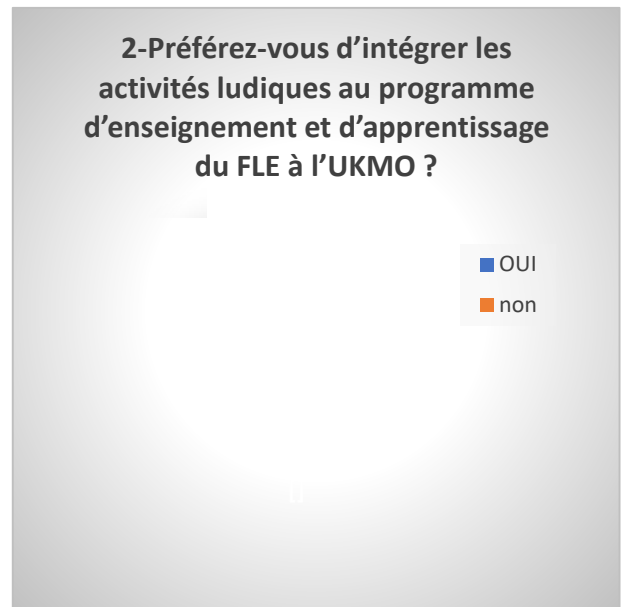 2-Préférez-vous d’intégrer les
activités ludiques au programme
d’enseignement et d’apprentissage
du FLE à l’UKMO ?
OUI
non